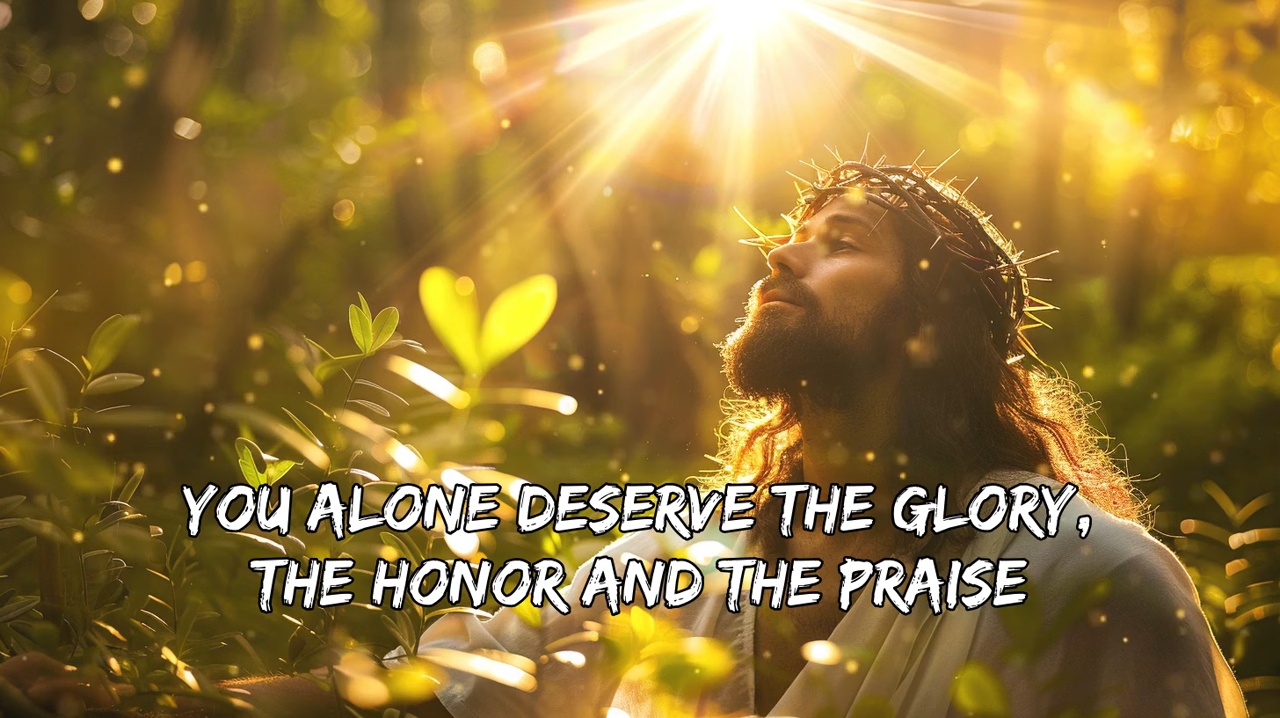 YOU ALONE DESERVE THE GLORY,
THE HONOR AND THE PRAISE